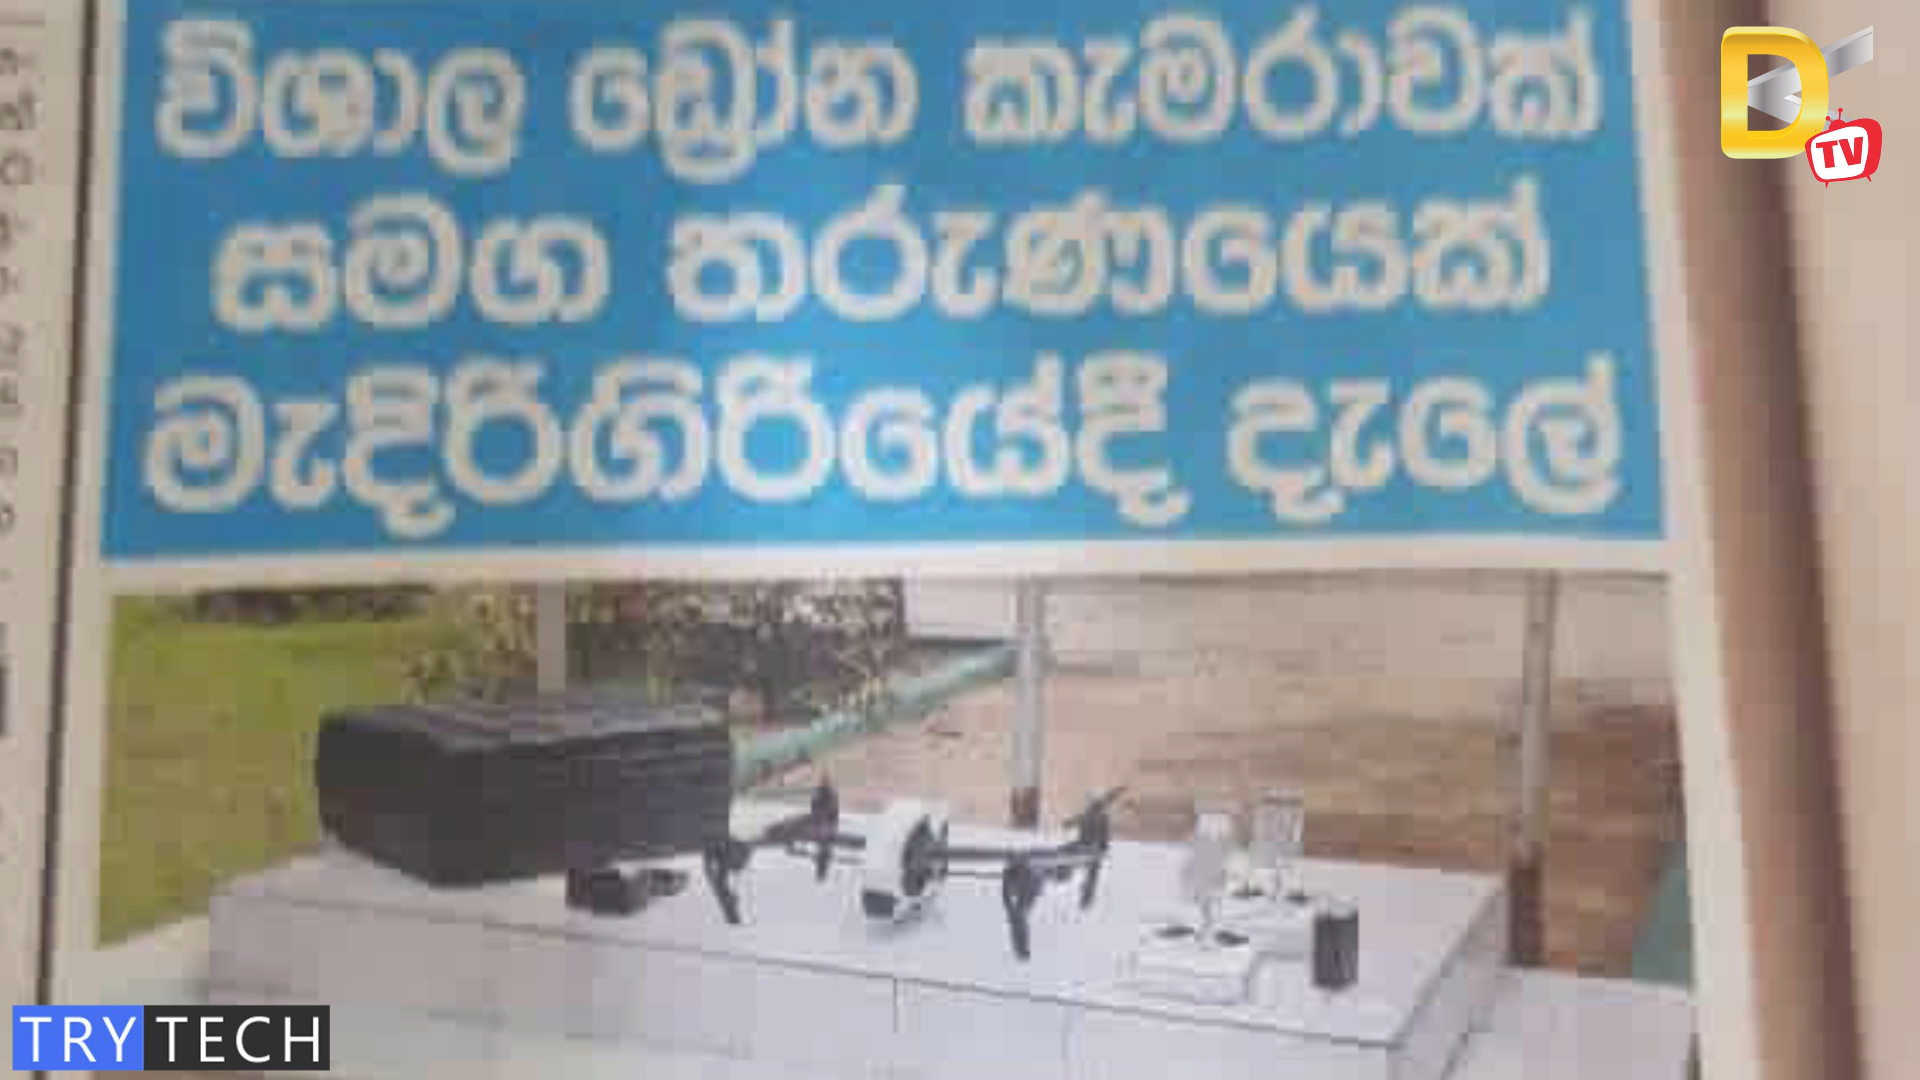 විශාල ඩ්‍රෝන කැමරාවක්
සමග තරුණයෙක්
මැදිරිගිරියේදී දැලේ
D TV
TRY TECH